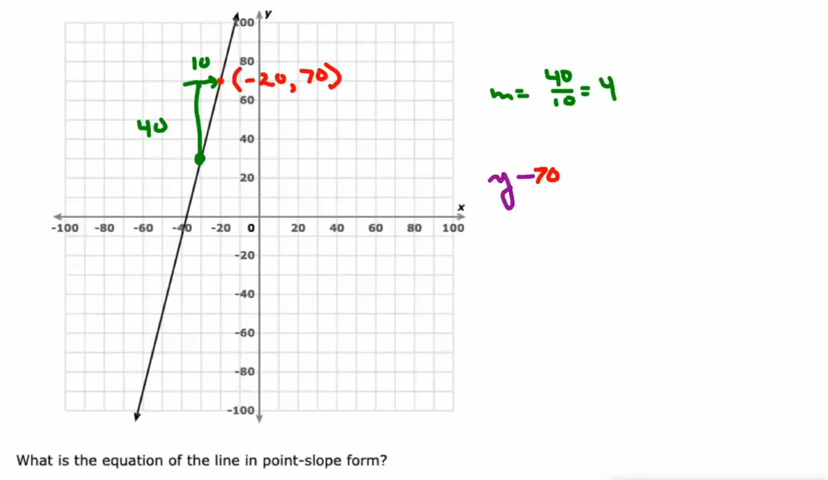 y
100
10
80
(-20, 70)
m = 40/10 = 4
60
40
40
20
y - 70
x
-100 -80 -60 -40 -20 0 20 40 60 80 100
-20
-40
-60
-80
-100
What is the equation of the line in point-slope form?